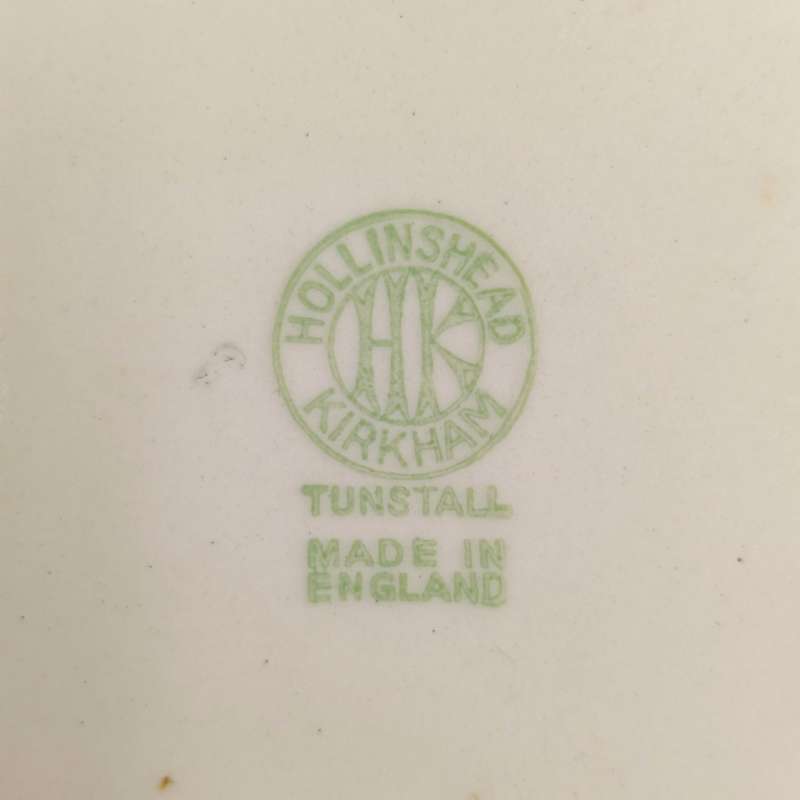 HOLLINSHEAD
HK
KIRKHAM
TUNSTALL
MADE IN
ENGLAND